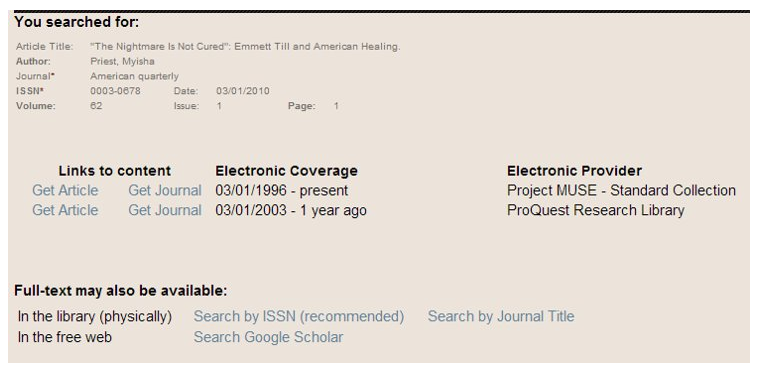 You searched for:
Article Title: "The Nightmare Is Not Cured": Emmett Till and American Healing.
Author: Priest, Myisha
Journal* American quarterly
ISSN* 0003-0678 Date: 03/01/2010
Volume: 62 Issue: 1 Page: 1
Links to content Electronic Coverage Electronic Provider
Get Article Get Journal 03/01/1996 - present Project MUSE - Standard Collection
Get Article Get Journal 03/01/2003 - 1 year ago ProQuest Research Library
Full-text may also be available:
In the library (physically) Search by ISSN (recommended) Search by Journal Title
In the free web Search Google Scholar